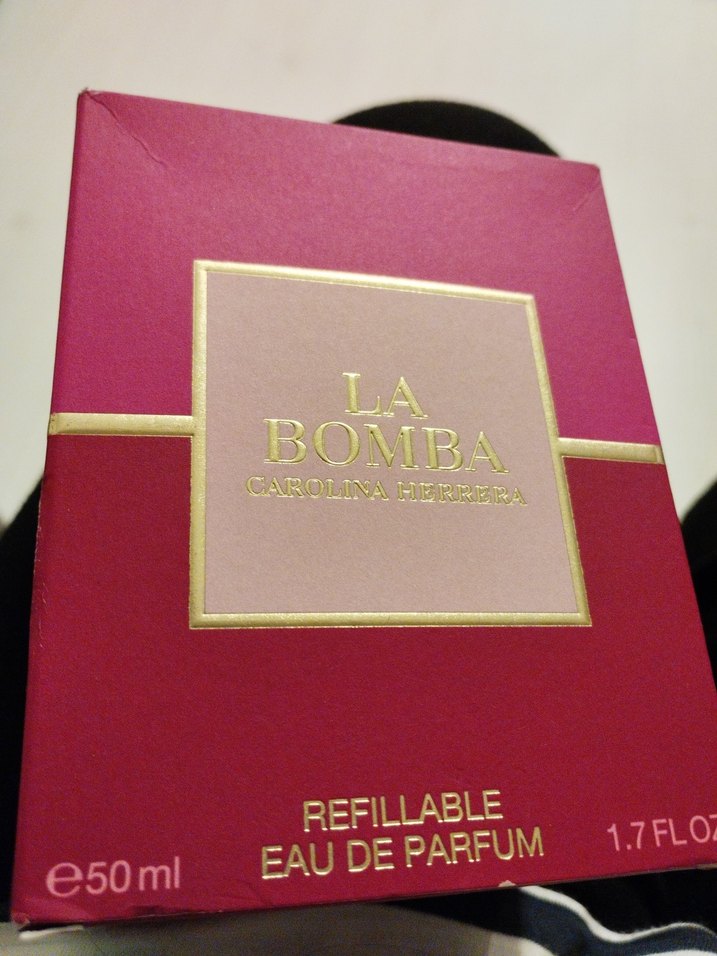 LA
BOMBA
CAROLINA HERRERA
REFILLABLE
EAU DE PARFUM
℮50 ml
1.7 FL OZ